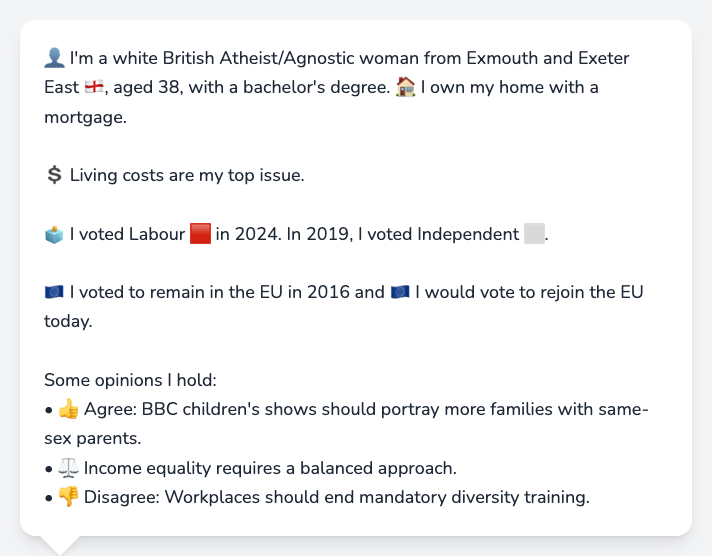 👤 I'm a white British Atheist/Agnostic woman from Exmouth and Exeter
East 🏴󠁧󠁢󠁥󠁮󠁧󠁿, aged 38, with a bachelor's degree. 🏠 I own my home with a
mortgage.
💲 Living costs are my top issue.
🗳️ I voted Labour 🟥 in 2024. In 2019, I voted Independent ⬜.
🇪🇺 I voted to remain in the EU in 2016 and 🇪🇺 I would vote to rejoin the EU
today.
Some opinions I hold:
• 👍 Agree: BBC children's shows should portray more families with same-
sex parents.
• ⚖️ Income equality requires a balanced approach.
• 👎 Disagree: Workplaces should end mandatory diversity training.